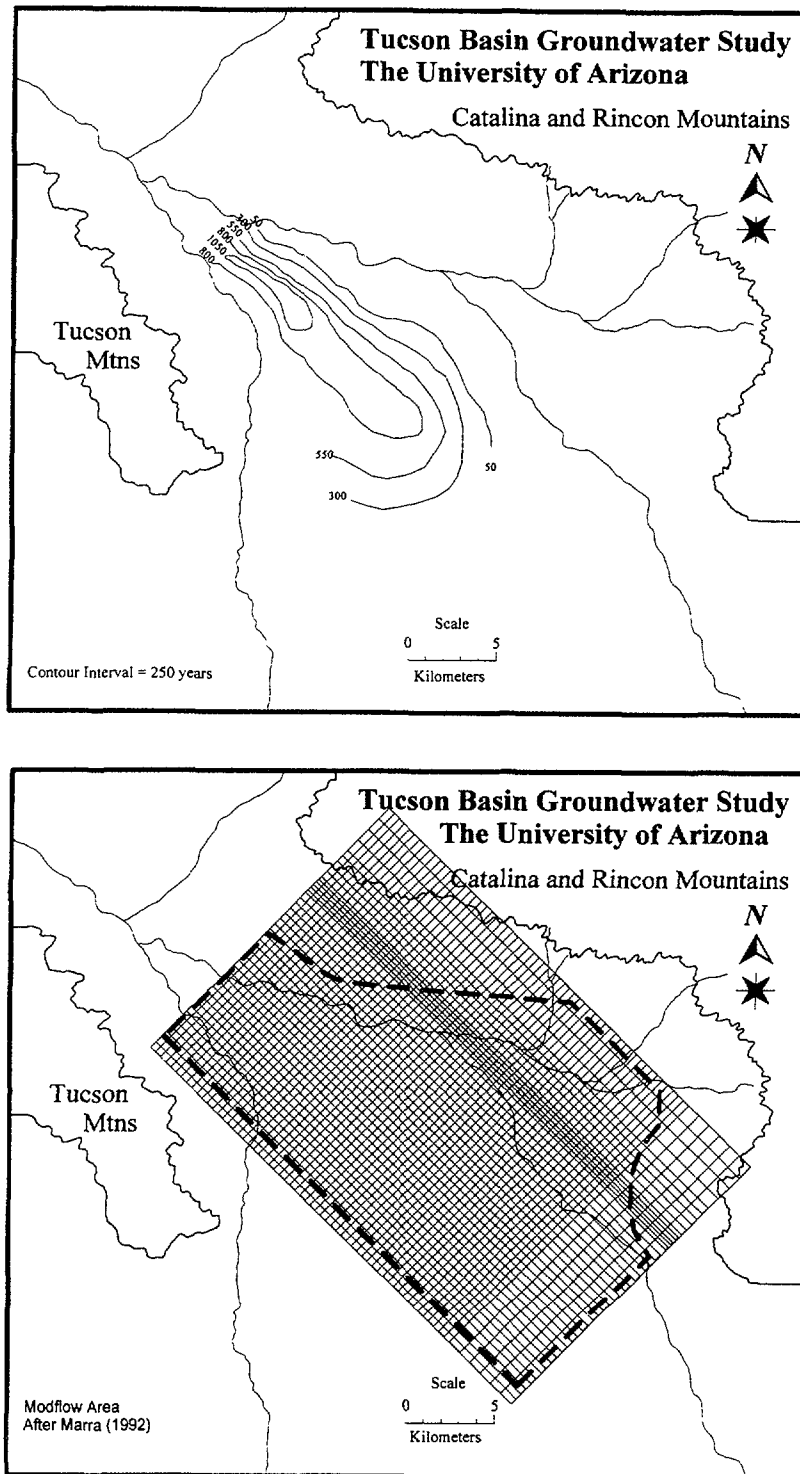 Tucson Basin Groundwater Study
The University of Arizona
Catalina and Rincon Mountains
N
50
300
550
800
1050
800
Tucson
Mtns
550
300
50
Scale
0 5
Kilometers
Contour Interval = 250 years
Tucson Basin Groundwater Study
The University of Arizona
Catalina and Rincon Mountains
N
Tucson
Mtns
Scale
0 5
Kilometers
Modflow Area
After Marra (1992)